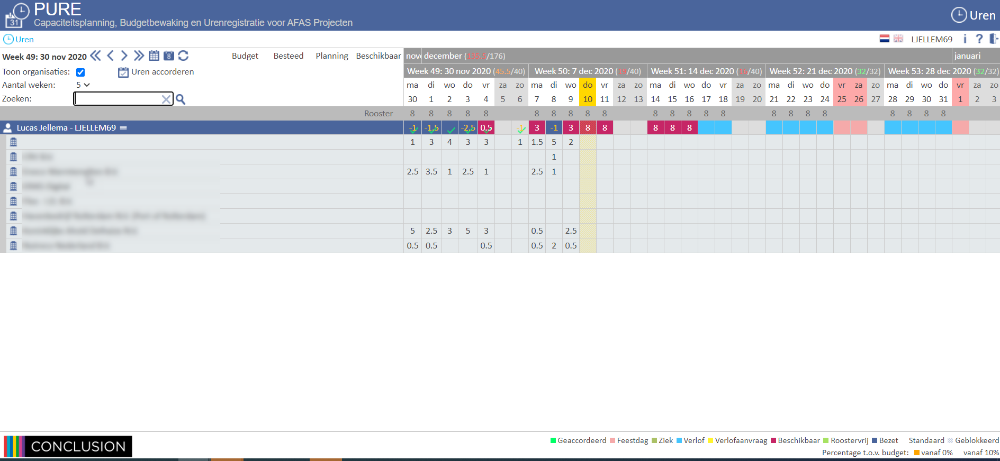 31
PURE
Capaciteitsplanning, Budgetbewaking en Urenregistratie voor AFAS Projecten
Uren
Uren
LJELLEM69 i ?
Week 49: 30 nov 2020 8
Budget Besteed Planning Beschikbaar
nove december (135.5/176) januari
Toon organisaties: Uren accorderen
Week 49: 30 nov 2020 (45.5/40) Week 50: 7 dec 2020 (19/40) Week 51: 14 dec 2020 (16/40) Week 52: 21 dec 2020 (32/32) Week 53: 28 dec 2020 (32/32)
Aantal weken: 5
ma di wo do vr za zo ma di wo do vr za zo ma di wo do vr za zo ma di wo do vr za zo ma di wo do vr za zo
Zoeken:
30 1 2 3 4 5 6 7 8 9 10 11 12 13 14 15 16 17 18 19 20 21 22 23 24 25 26 27 28 29 30 31 1 2 3
Rooster 8 8 8 8 8 8 8 8 8 8 8 8 8 8 8 8 8 8 8 8 8 8 8
Lucas Jellema - LJELLEM69 -1 -1.5 -2.5 0.5 -1 3 -1 3 8 8 8 8 8
1 3 4 3 3 1 1.5 5 2
1
2.5 3.5 1 2.5 1 2.5 1
5 2.5 3 5 3 0.5 2.5
0.5 0.5 0.5 0.5 2 0.5
CONCLUSION
Geaccordeerd Feestdag Ziek Verlof Verlofaanvraag Beschikbaar Roostervrij Bezet Standaard Geblokkeerd
Percentage t.o.v. budget: vanaf 0% vanaf 10%